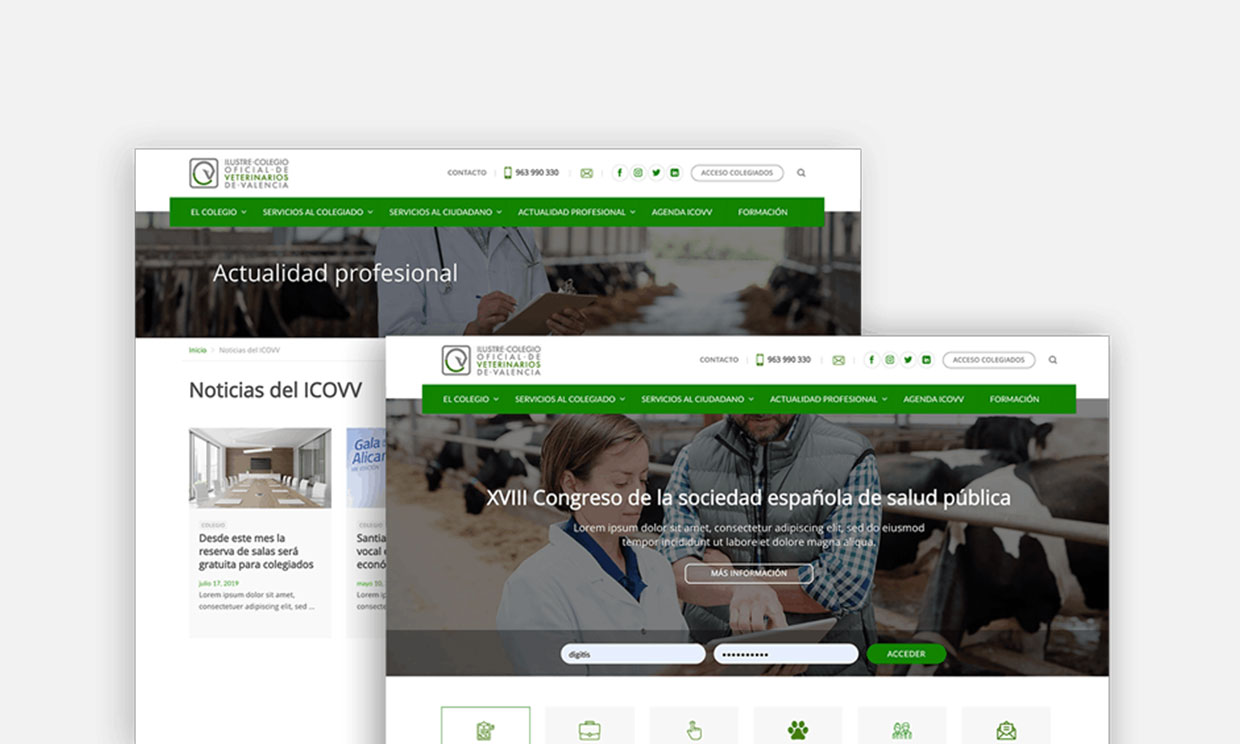 ILUSTRE·COLEGIO
OFICIAL·DE
VETERINARIOS
DE·VALENCIA
CONTACTO
963 990 330
ACCESO COLEGIADOS
EL COLEGIO
SERVICIOS AL COLEGIADO
SERVICIOS AL CIUDADANO
ACTUALIDAD PROFESIONAL
AGENDA ICOVV
FORMACIÓN
Actualidad profesional
Inicio > Noticias del ICOVV
Noticias del ICOVV
COLEGIO
Desde este mes la
reserva de salas será
gratuita para colegiados
julio 17, 2019
Lorem ipsum dolor sit amet,
consectetuer adipiscing elit, sed ...
Gala
Alican
COLEGIO
Santia
vocal
econó
mayo 10,
Lorem ip
consecte
ILUSTRE·COLEGIO
OFICIAL·DE
VETERINARIOS
DE·VALENCIA
CONTACTO
963 990 330
ACCESO COLEGIADOS
EL COLEGIO
SERVICIOS AL COLEGIADO
SERVICIOS AL CIUDADANO
ACTUALIDAD PROFESIONAL
AGENDA ICOVV
FORMACIÓN
XVIII Congreso de la sociedad española de salud pública
Lorem ipsum dolor sit amet, consectetur adipiscing elit, sed do eiusmod
tempor incididunt ut labore et dolore magna aliqua.
MÁS INFORMACIÓN
digitis
ACCEDER